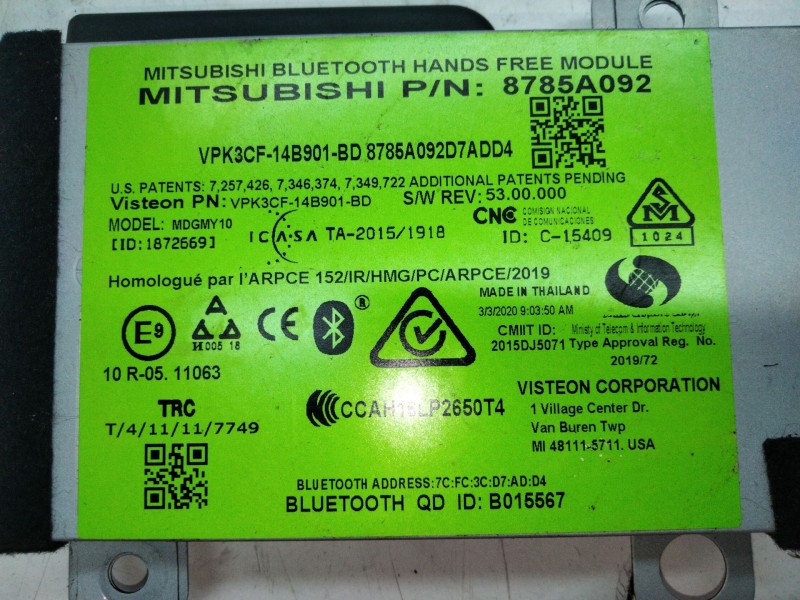 MITSUBISHI BLUETOOTH HANDS FREE MODULE
MITSUBISHI P/N: 8785A092
VPK3CF-14B901-BD 8785A092D7ADD4
U.S. PATENTS: 7,257,426, 7,346,374, 7,349,722 ADDITIONAL PATENTS PENDING
Visteon PN: VPK3CF-14B901-BD S/W REV: 53.00.000
MODEL: MDGMY10
[ID:1872669]
ICASA TA-2015/1918
CNC COMISIÓN NACIONAL DE COMUNICACIONES
ID: C-15409
S M
1024
Homologué par l'ARPCE 152/IR/HMG/PC/ARPCE/2019
MADE IN THAILAND
3/3/2020 9:03:50 AM
E9
A
005 18
CE
®
10 R-05. 11063
CMIIT ID:
2015DJ5071
Ministry of Telecom & Information Technology
Type Approval Reg. No.
2019/72
TRC
T/4/11/11/7749
CCAH15LP2650T4
VISTEON CORPORATION
1 Village Center Dr.
Van Buren Twp
MI 48111-5711. USA
BLUETOOTH ADDRESS:7C:FC:3C:D7:AD:D4
BLUETOOTH QD ID: B015567